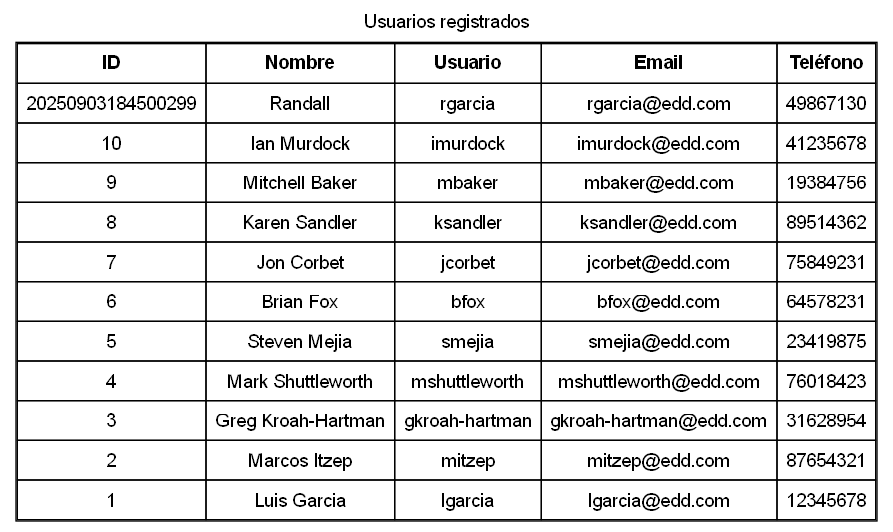 Usuarios registrados
ID Nombre Usuario Email Teléfono
20250903184500299 Randall rgarcia rgarcia@edd.com 49867130
10 Ian Murdock imurdock imurdock@edd.com 41235678
9 Mitchell Baker mbaker mbaker@edd.com 19384756
8 Karen Sandler ksandler ksandler@edd.com 89514362
7 Jon Corbet jcorbet jcorbet@edd.com 75849231
6 Brian Fox bfox bfox@edd.com 64578231
5 Steven Mejia smejia smejia@edd.com 23419875
4 Mark Shuttleworth mshuttleworth mshuttleworth@edd.com 76018423
3 Greg Kroah-Hartman gkroah-hartman gkroah-hartman@edd.com 31628954
2 Marcos Itzep mitzep mitzep@edd.com 87654321
1 Luis Garcia lgarcia lgarcia@edd.com 12345678